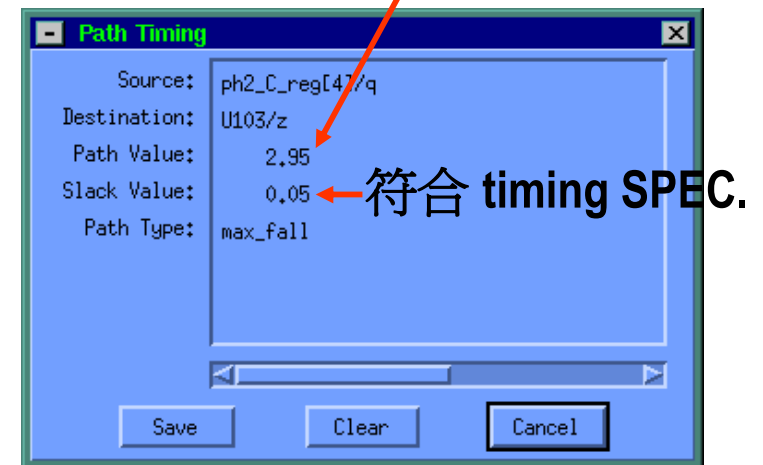 Path Timing
Source: ph2_C_reg[4]/q
Destination: U103/z
Path Value: 2.95
Slack Value: 0.05 符合 timing SPEC.
Path Type: max_fall
Save Clear Cancel